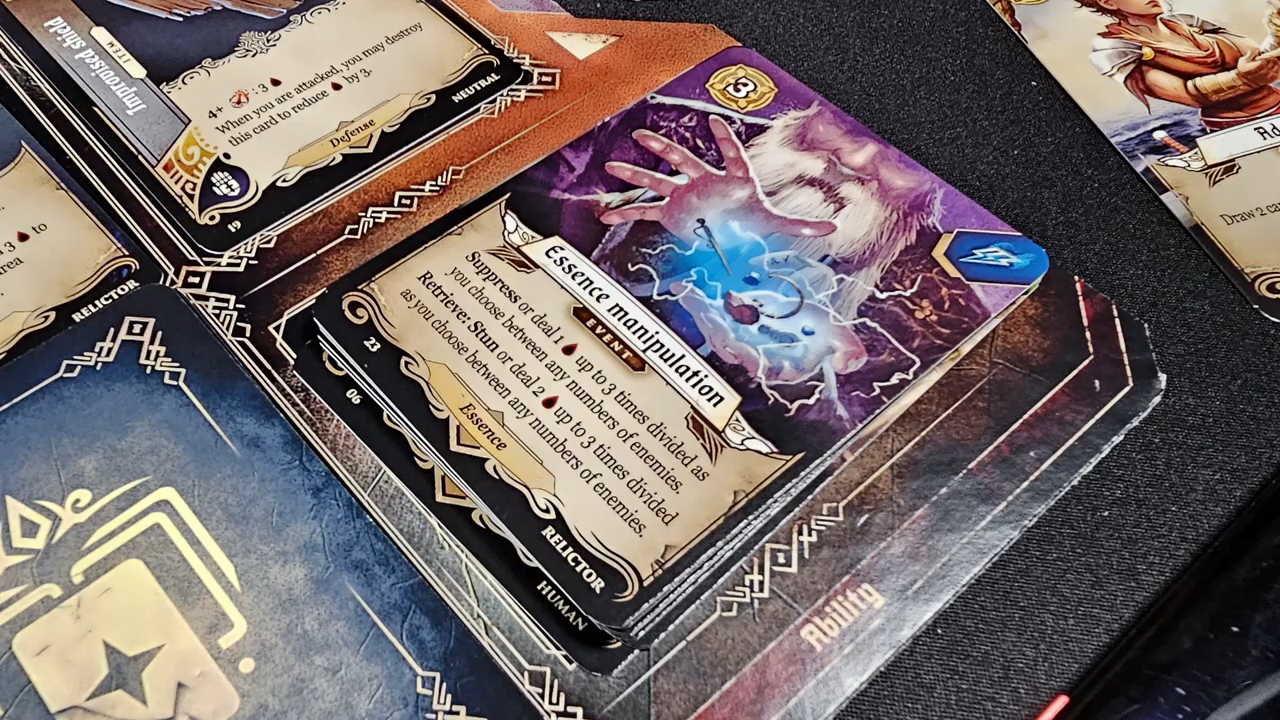 Improvised shield
ITEM
4+ : 3
When you are attacked, you may destroy
this card to reduce by 3.
Defense
NEUTRAL
19
3 to
RELICTOR
3
Essence manipulation
EVENT
Suppress or deal 1 up to 3 times divided as
you choose between any numbers of enemies.
Retrieve: Stun or deal 2 up to 3 times divided
as you choose between any numbers of enemies.
Essence
23
RELICTOR
06
HUMAN
Ability
Draw 2